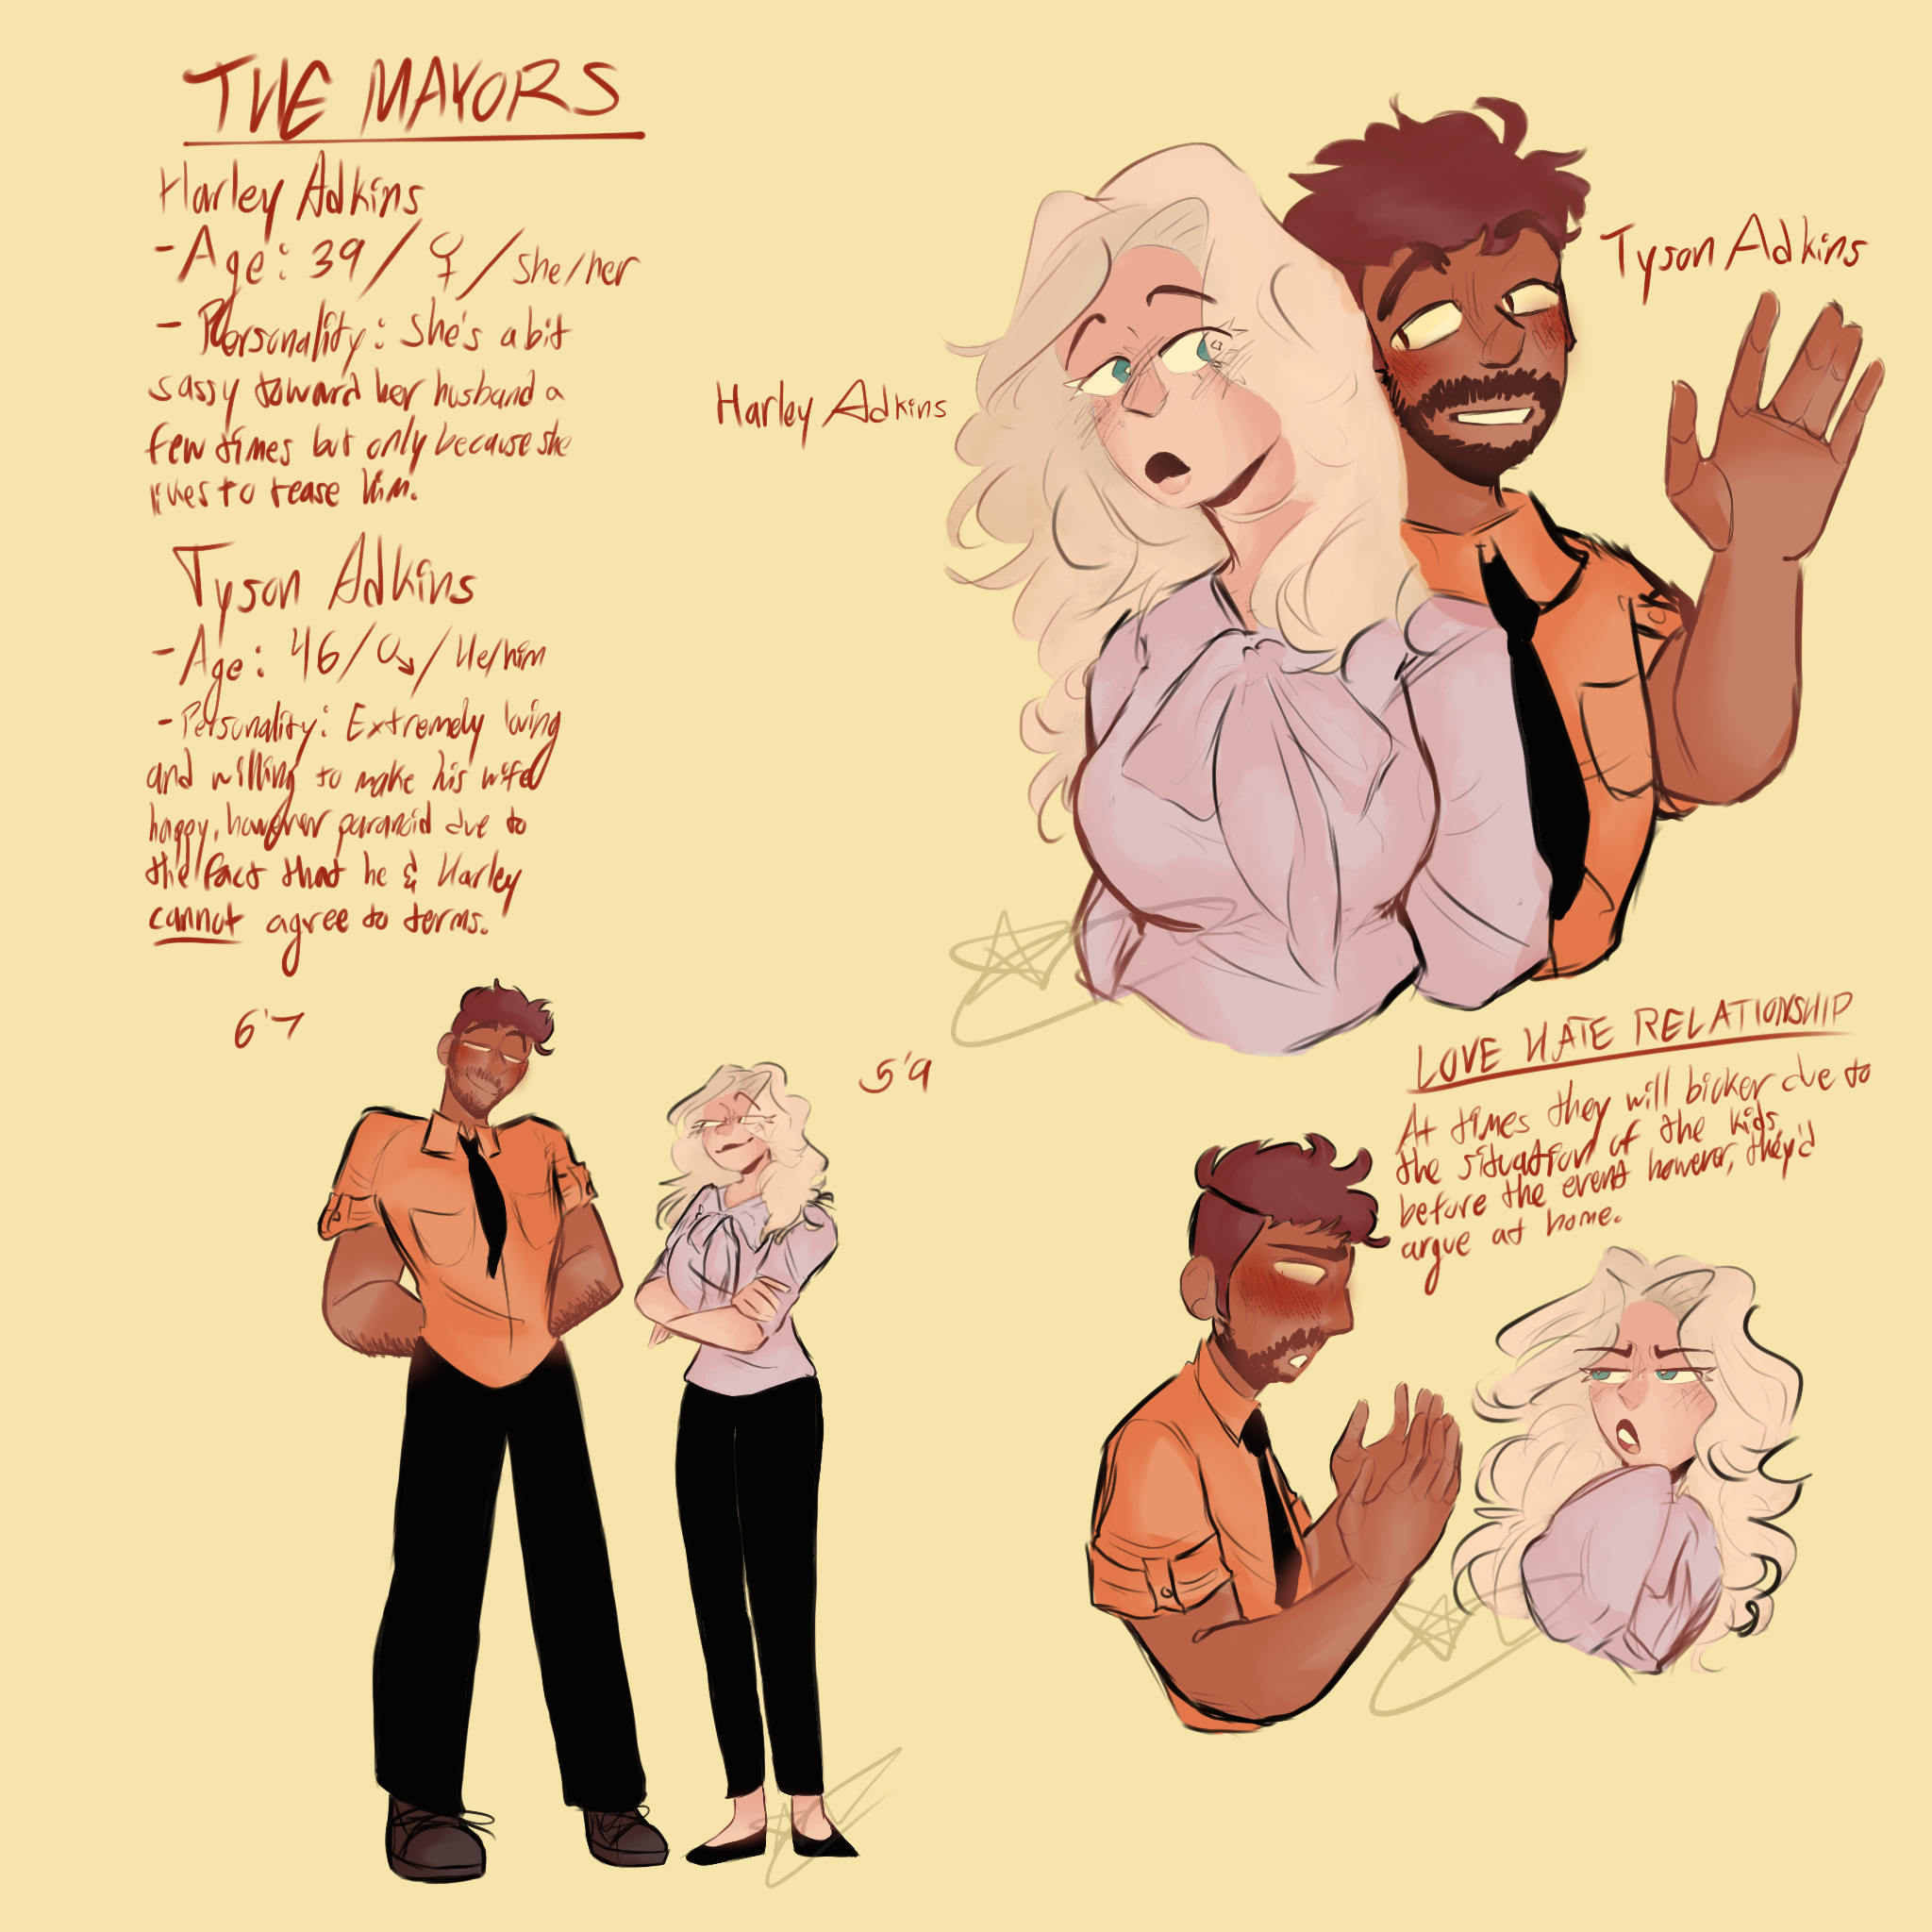 THE MAYORS
Harley Adkins
- Age: 39 / ♀ / she/her
- Personality: She's a bit
sassy toward her husband a
few times but only because she
likes to tease him.
Tyson Adkins
- Age: 46 / ♂ / He/him
- Personality: Extremely loving
and willing to make his wife
happy, however paranoid due to
the fact that he & Harley
cannot agree to terms.
Harley Adkins
Tyson Adkins
6'7
5'9
LOVE HATE RELATIONSHIP
At times they will bicker due to
the situation of the kids,
before the event however, they'd
argue at home.